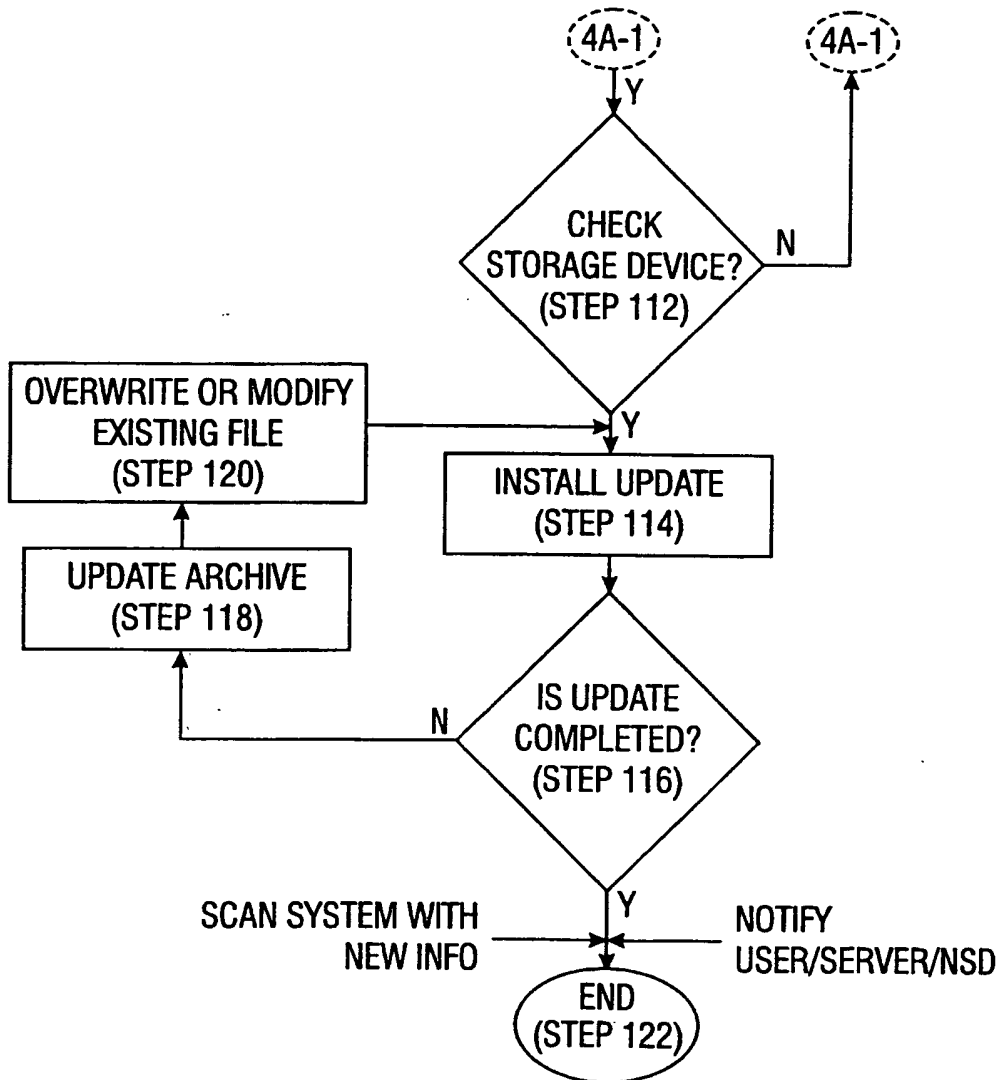 4A-1
4A-1
Y
CHECK
STORAGE DEVICE?
(STEP 112)
N
OVERWRITE OR MODIFY
EXISTING FILE
(STEP 120)
Y
INSTALL UPDATE
(STEP 114)
UPDATE ARCHIVE
(STEP 118)
IS UPDATE
COMPLETED?
(STEP 116)
N
Y
SCAN SYSTEM WITH
NEW INFO
NOTIFY
USER/SERVER/NSD
END
(STEP 122)